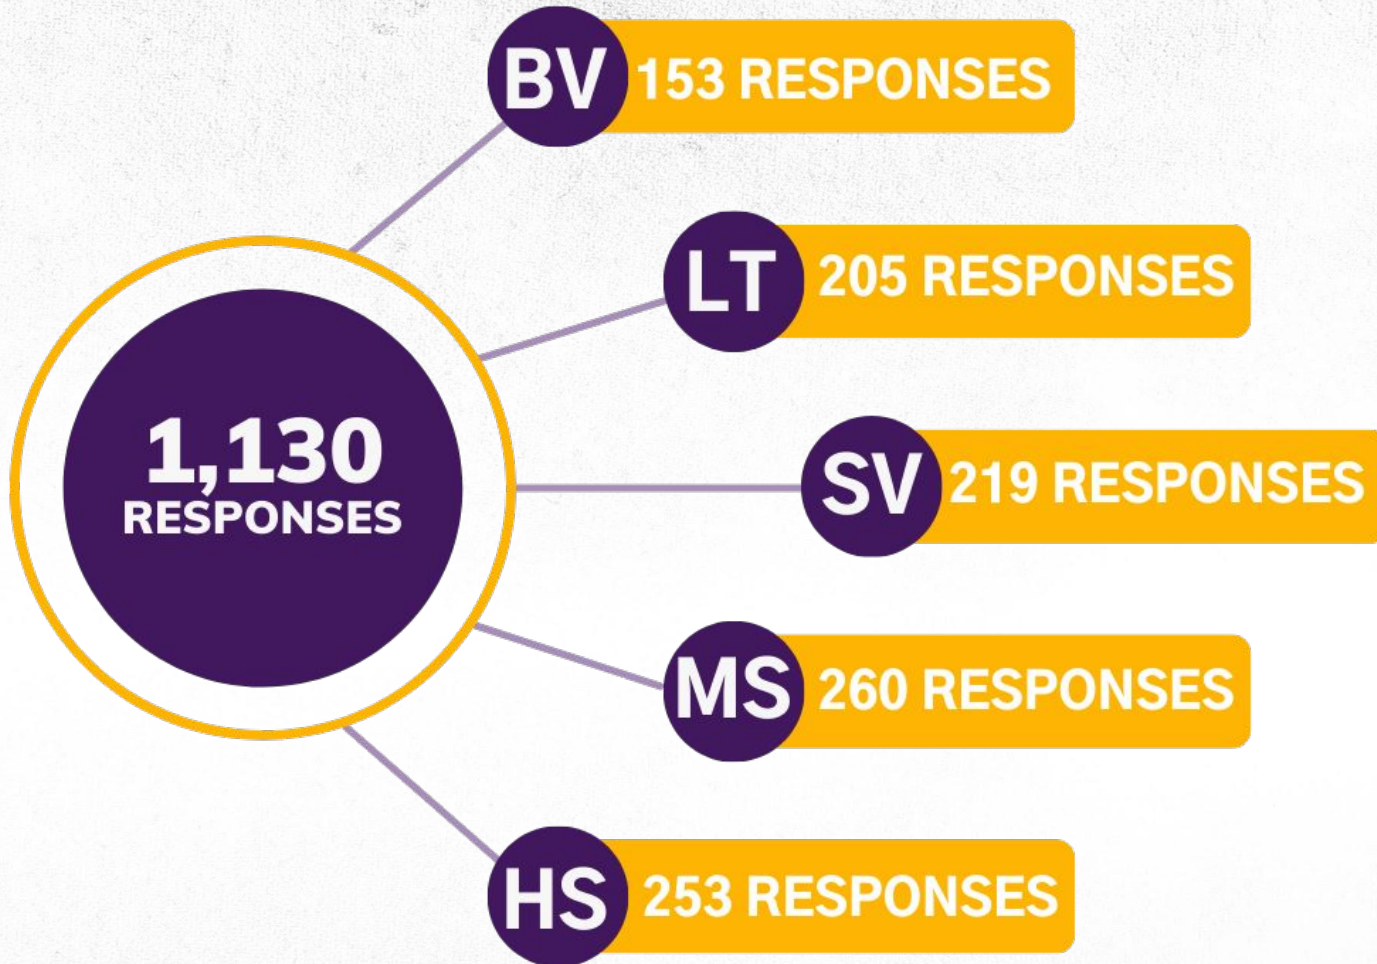 BV 153 RESPONSES
LT 205 RESPONSES
1,130
RESPONSES
SV 219 RESPONSES
MS 260 RESPONSES
HS 253 RESPONSES